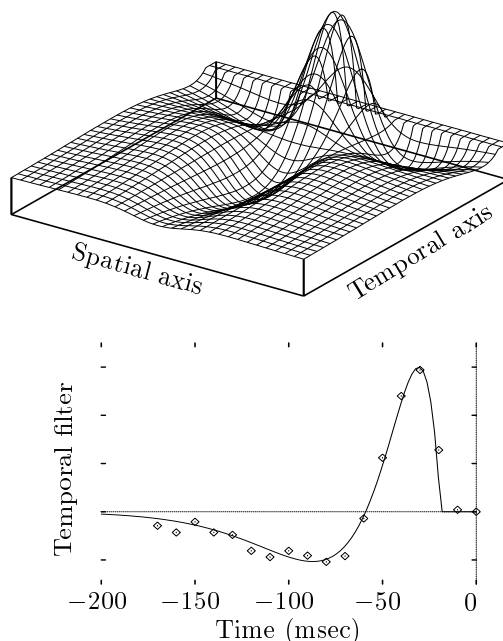 Spatial axis
Temporal axis
Temporal filter
−200 −150 −100 −50 0
Time (msec)